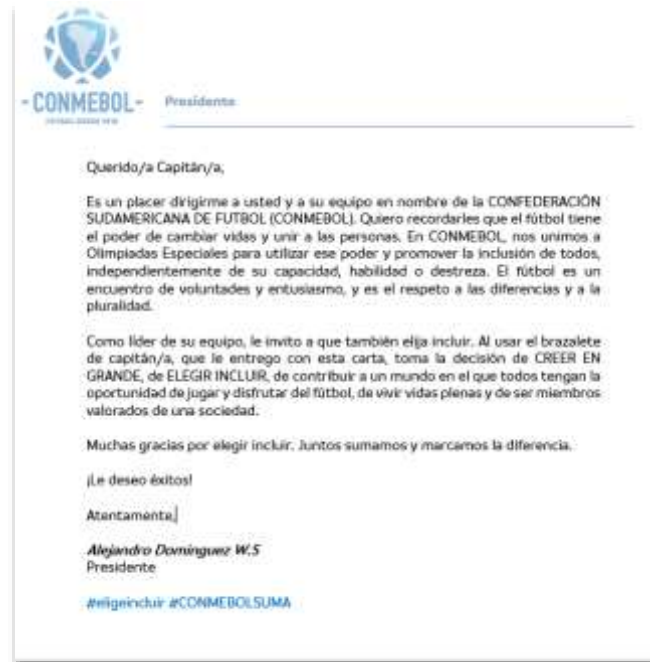 -CONMEBOL-
Presidente
Querido/a Capitán/a,
Es un placer dirigirme a usted y a su equipo en nombre de la CONFEDERACIÓN
SUDAMERICANA DE FUTBOL (CONMEBOL). Quiero recordarles que el fútbol tiene
el poder de cambiar vidas y unir a las personas. En CONMEBOL, nos unimos a
Olimpiadas Especiales para utilizar ese poder y promover la inclusión de todos,
independientemente de su capacidad, habilidad o destreza. El fútbol es un
encuentro de voluntades y entusiasmo, y es el respeto a las diferencias y a la
pluralidad.
Como líder de su equipo, le invito a que también elija incluir. Al usar el brazalete
de capitán/a, que le entrego con esta carta, toma la decisión de CREER EN
GRANDE, de ELEGIR INCLUIR, de contribuir a un mundo en el que todos tengan la
oportunidad de jugar y disfrutar del fútbol, de vivir vidas plenas y de ser miembros
valorados de una sociedad.
Muchas gracias por elegir incluir. Juntos sumamos y marcamos la diferencia.
¡Le deseo éxitos!
Atentamente,
Alejandro Domínguez W.S
Presidente
#eligeincluir #CONMEBOLSUMA